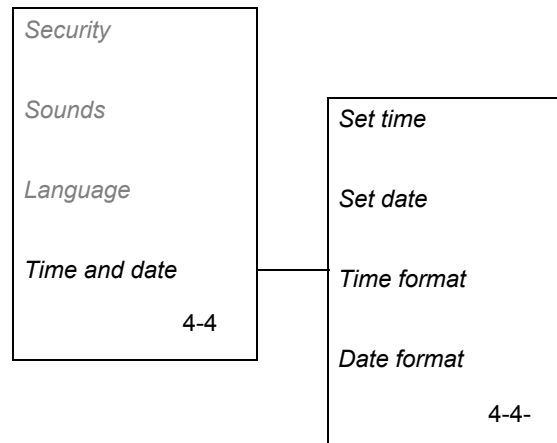 Security
Sounds
Language
Time and date
4-4
Set time
Set date
Time format
Date format
4-4-